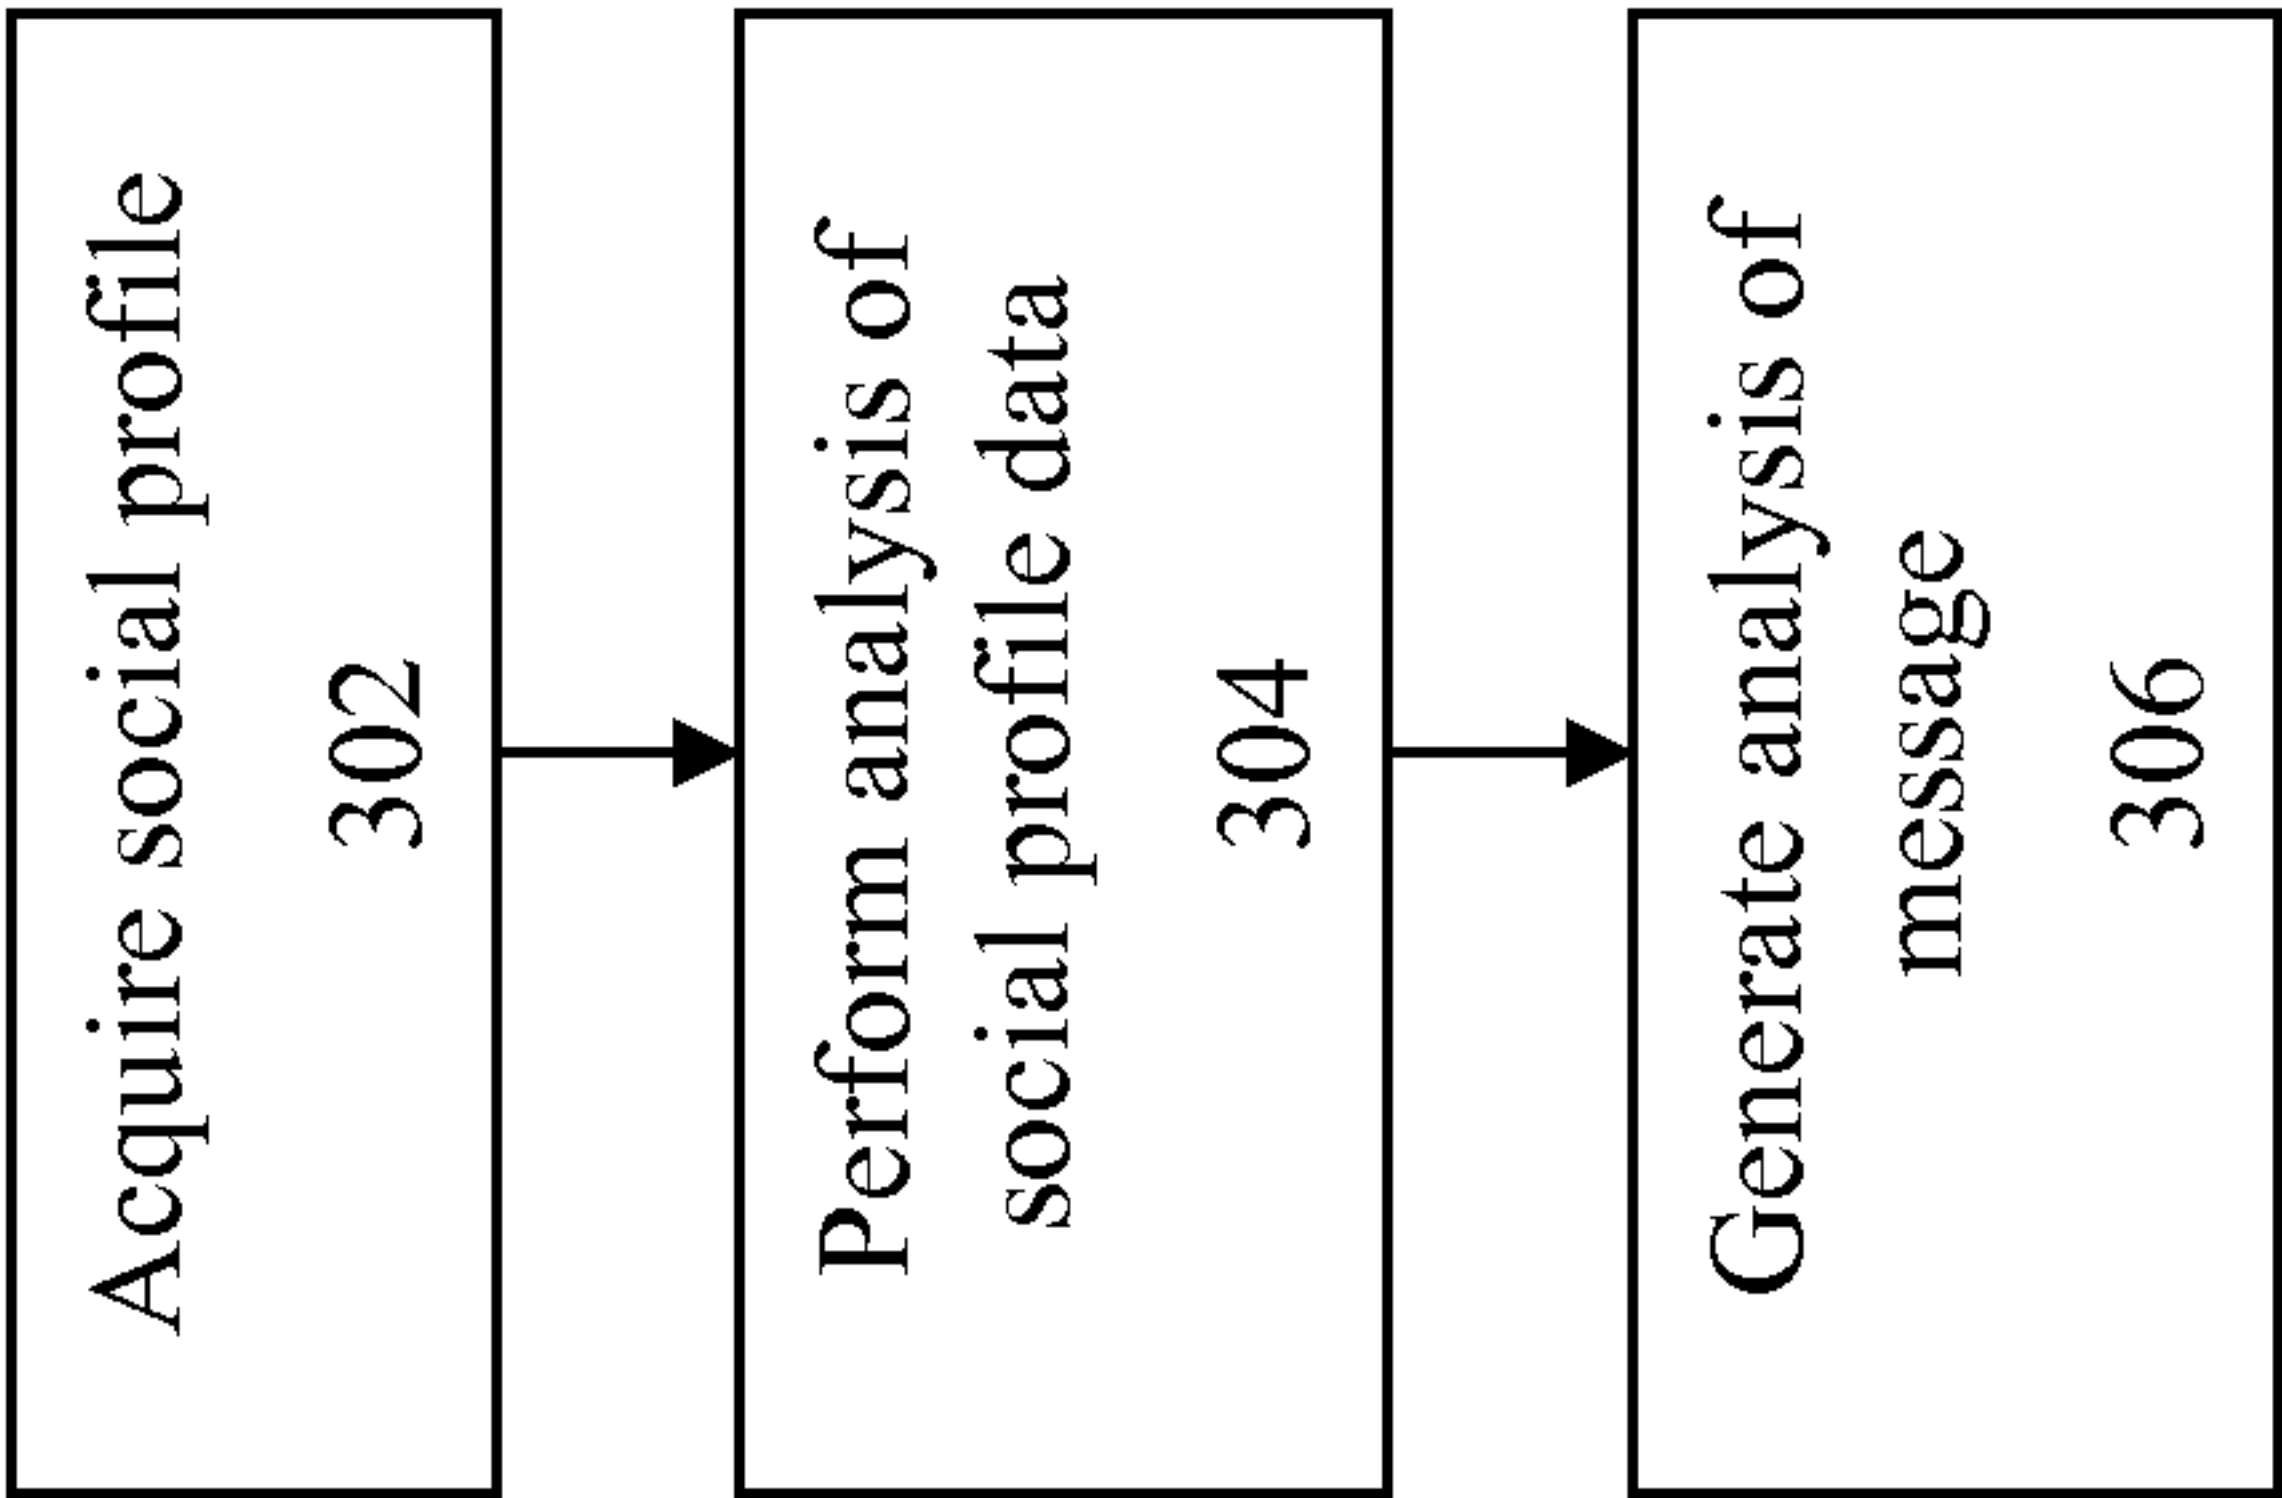 Acquire social profile
302
Perform analysis of
social profile data
304
Generate analysis of
message
306